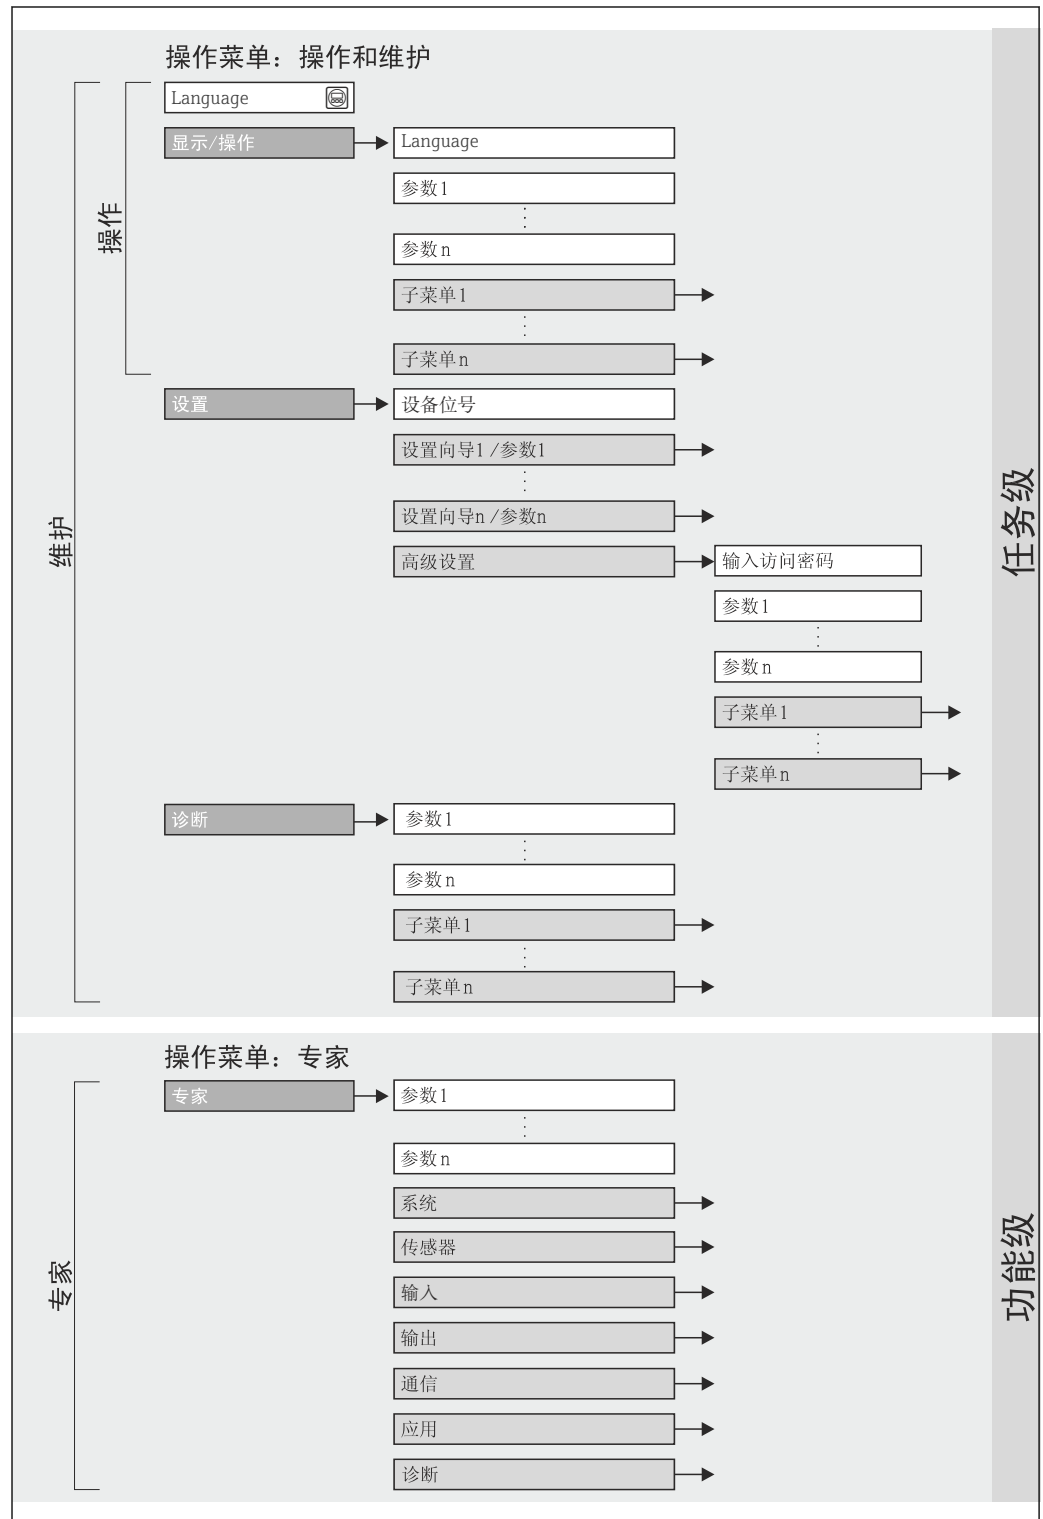 操作菜单：操作和维护
Language
显示/操作
Language
参数1
参数n
子菜单1
子菜单n
操作
设置
设备位号
设置向导1 /参数1
设置向导n /参数n
高级设置
输入访问密码
参数1
参数n
子菜单1
子菜单n
维护
任务级
诊断
参数1
参数n
子菜单1
子菜单n
操作菜单：专家
专家
参数1
参数n
系统
传感器
输入
输出
通信
应用
诊断
专家
功能级